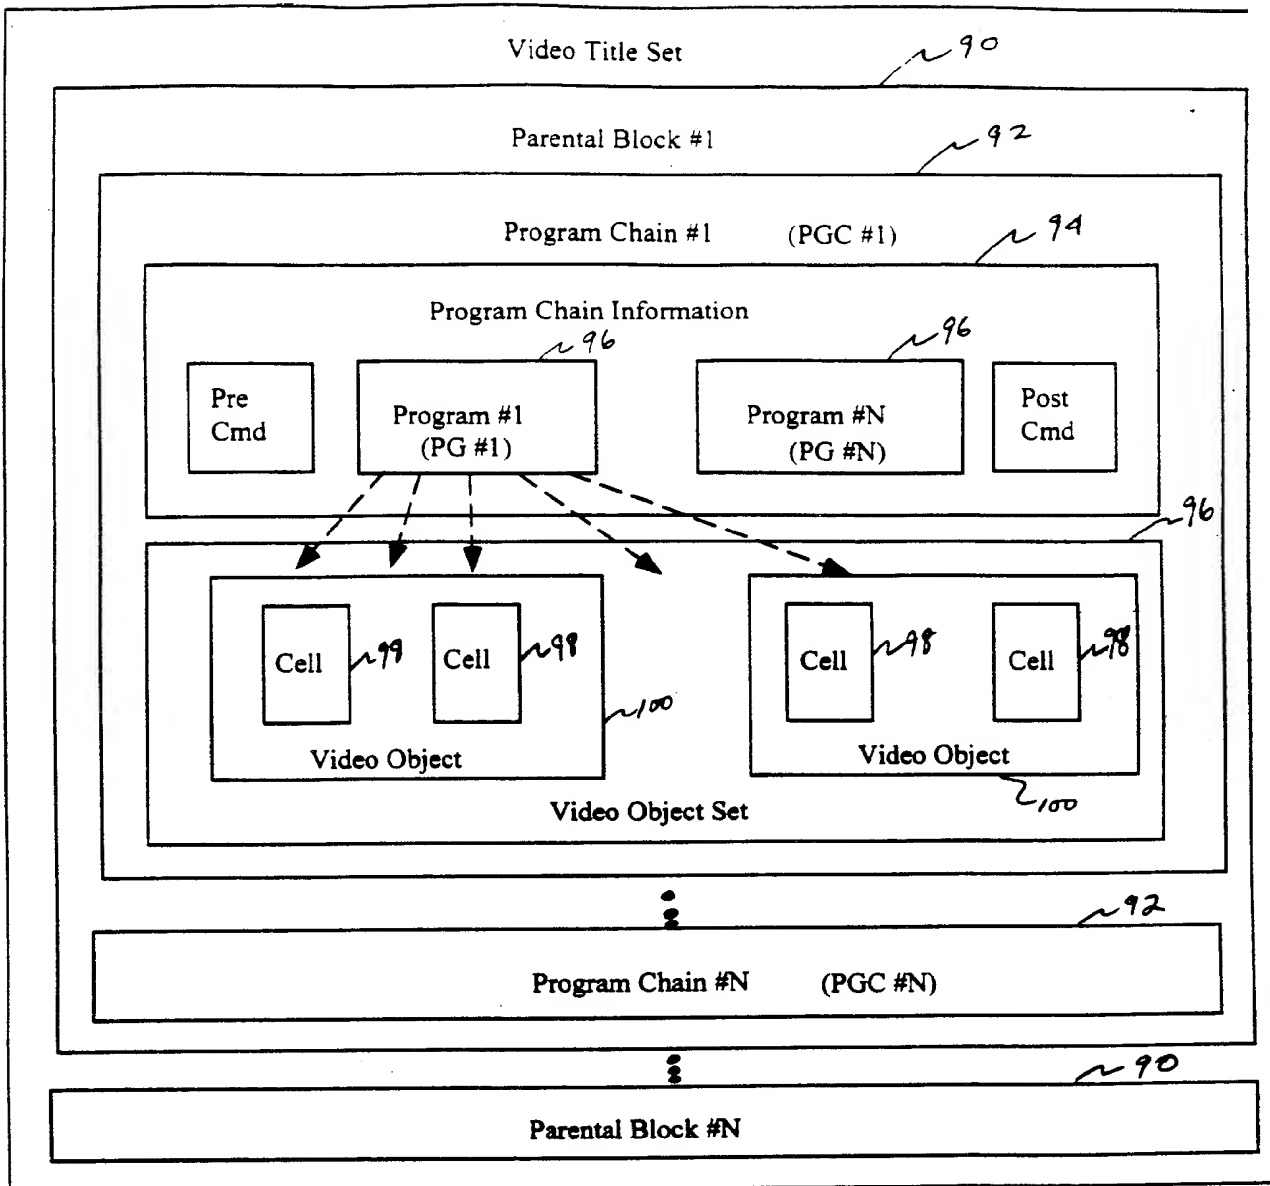 Video Title Set
90
Parental Block #1
92
Program Chain #1 (PGC #1)
94
Program Chain Information
96
96
Pre
Cmd
Program #1
(PG #1)
Program #N
(PG #N)
Post
Cmd
96
Cell
99
Cell
98
Cell
98
Cell
98
100
Video Object
Video Object
100
Video Object Set
92
Program Chain #N (PGC #N)
90
Parental Block #N